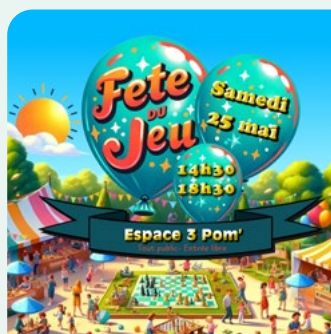 Fete
DU
Jeu
Samedi
25 mai
14h30
18h30
Espace 3 Pom'
Tout public - Entrée libre